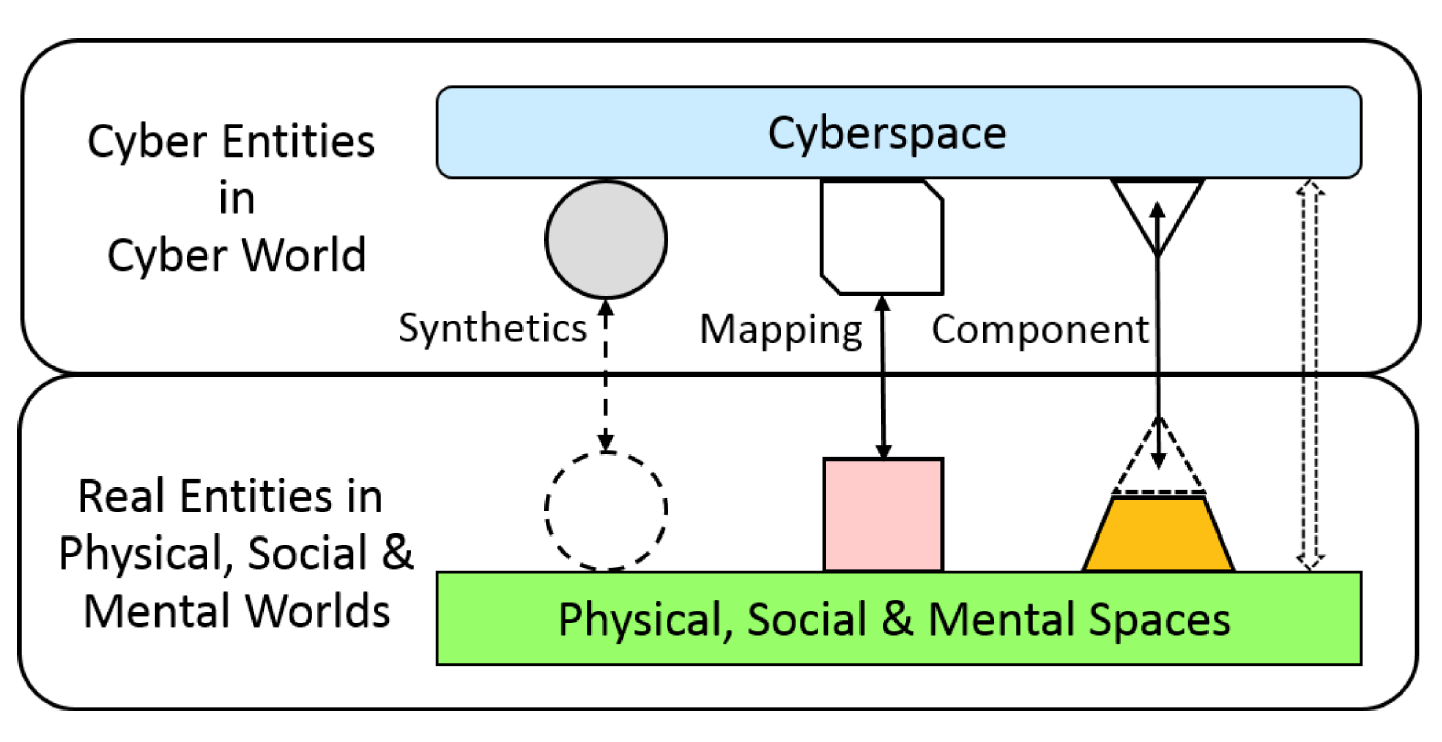 Cyber Entities
in
Cyber World
Cyberspace
Synthetics
Mapping
Component
Real Entities in
Physical, Social &
Mental Worlds
Physical, Social & Mental Spaces